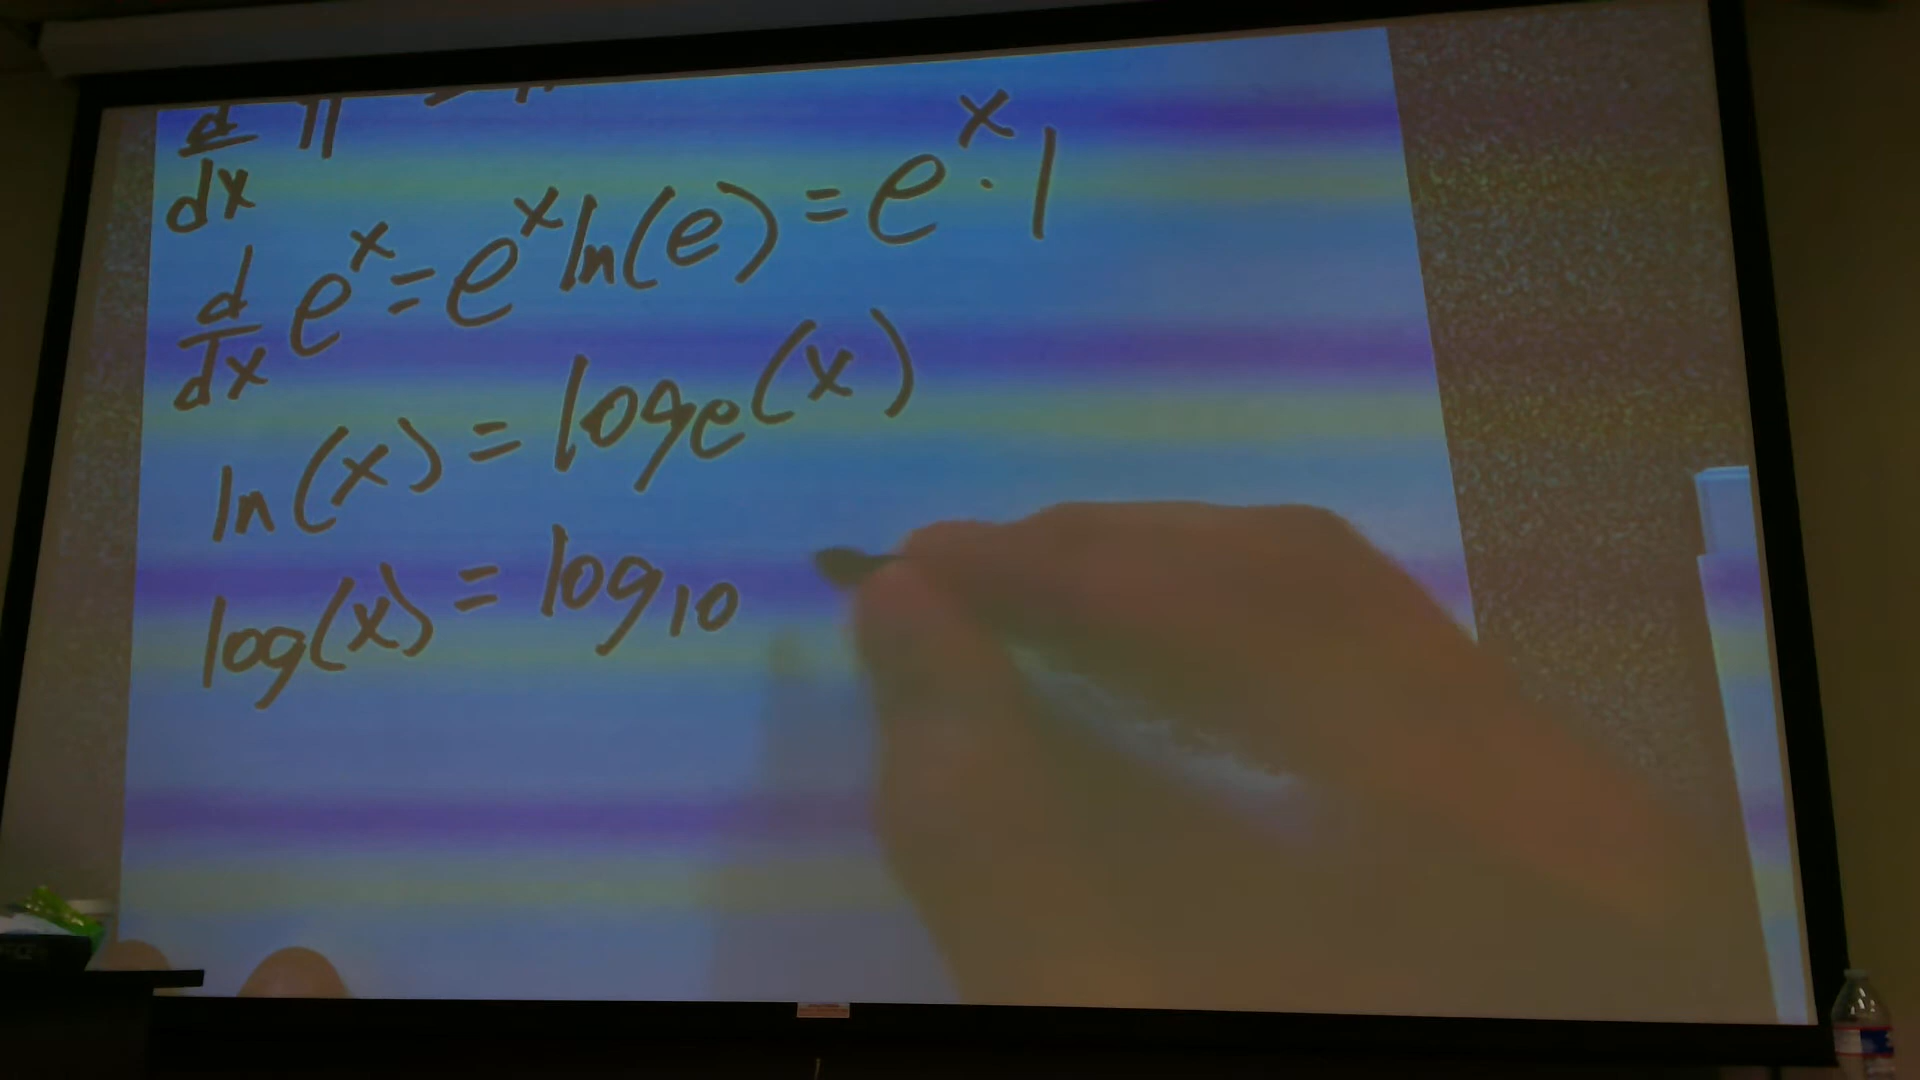 d/dx π
d/dx e^x = e^x ln(e) = e^x · 1
ln(x) = log_e(x)
log(x) = log_10